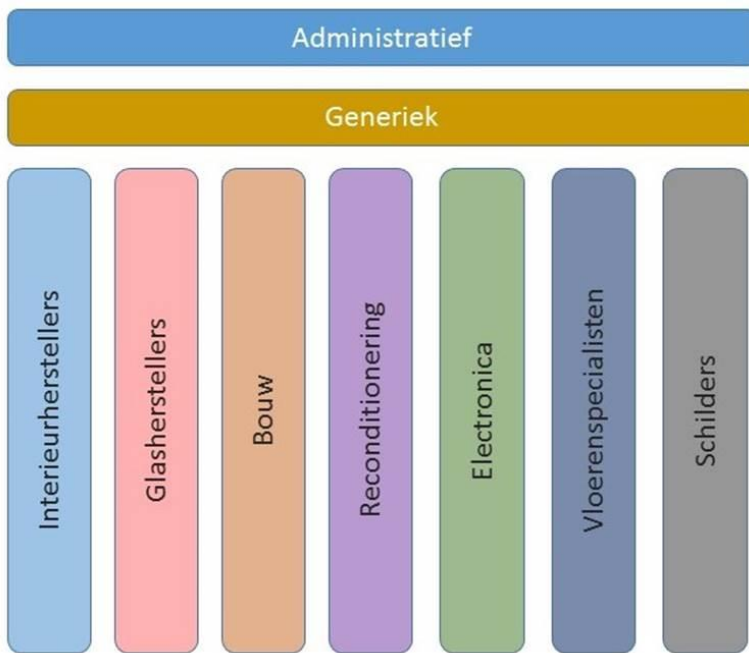 Administratief
Generiek
Interieurherstellers
Glasherstellers
Bouw
Reconditionering
Electronica
Vloerenspecialisten
Schilders